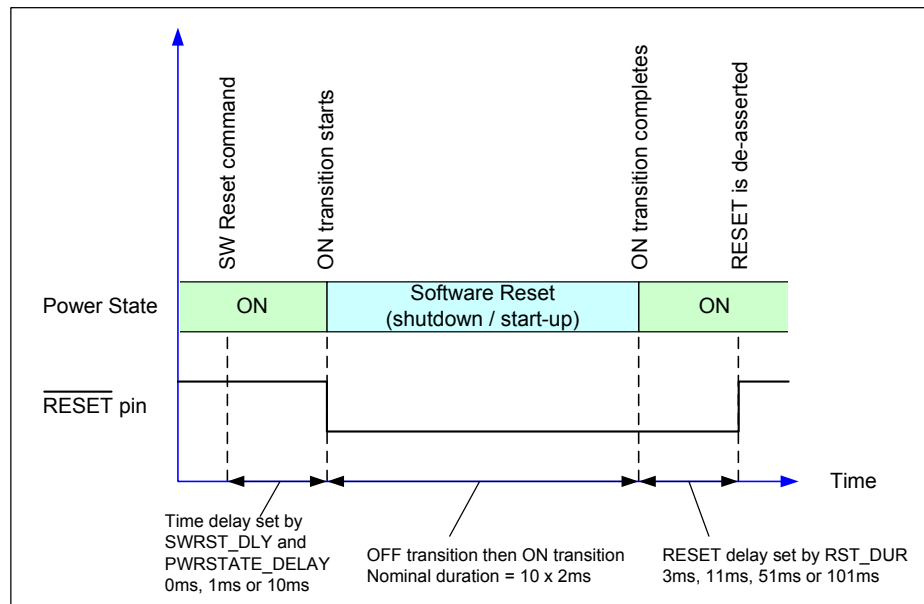 SW Reset command
ON transition starts
ON transition completes
RESET is de-asserted
Power State
ON
Software Reset
(shutdown / start-up)
ON
RESET pin
Time
Time delay set by
SWRST_DLY and
PWRSTATE_DELAY
0ms, 1ms or 10ms
OFF transition then ON transition
Nominal duration = 10 x 2ms
RESET delay set by RST_DUR
3ms, 11ms, 51ms or 101ms